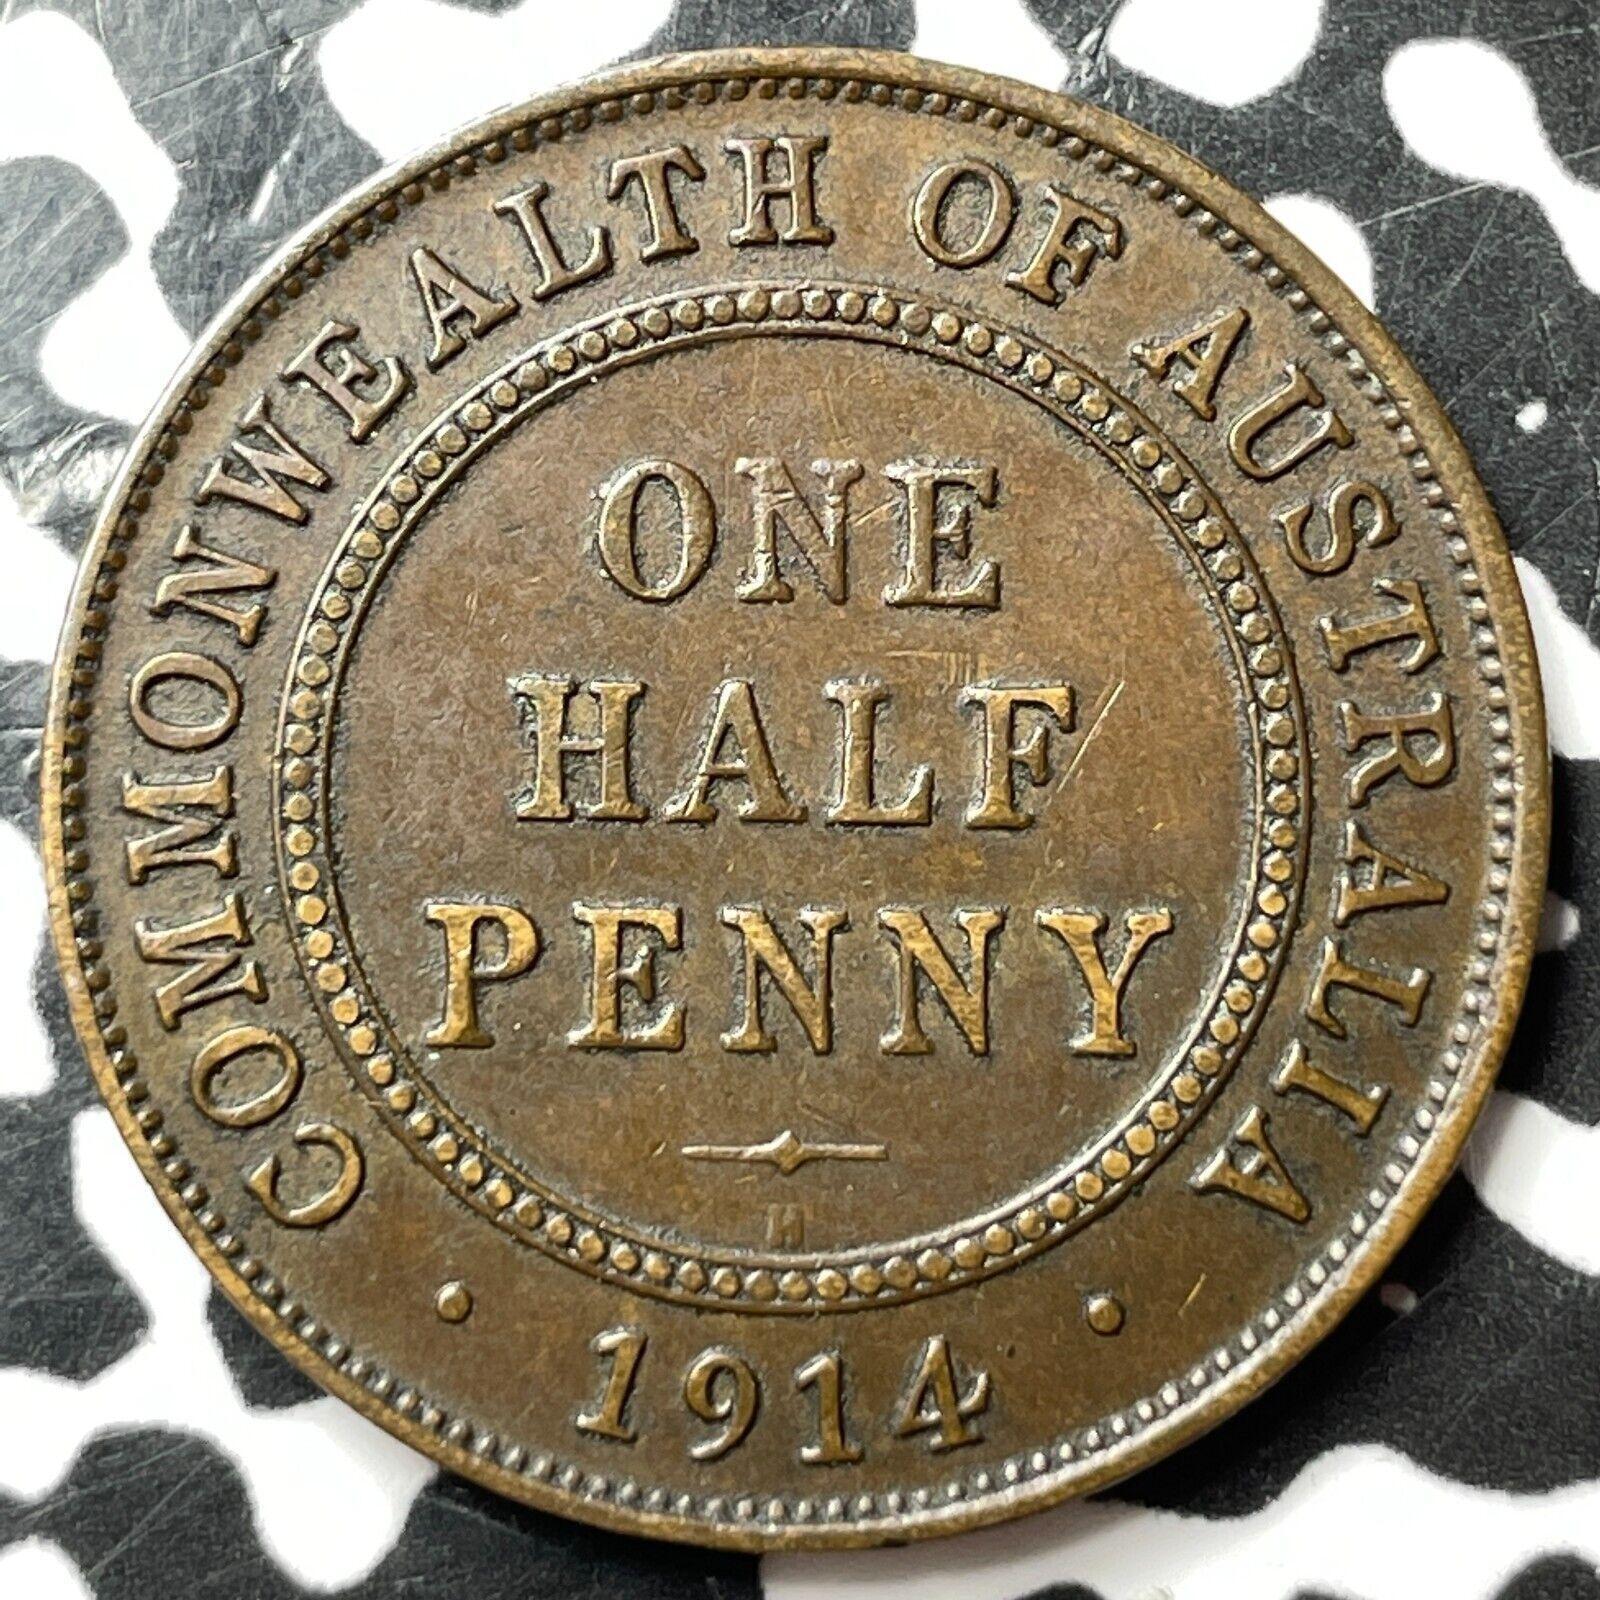 COMMONWEALTH OF AUSTRALIA
ONE
HALF
PENNY
H
· 1914 ·